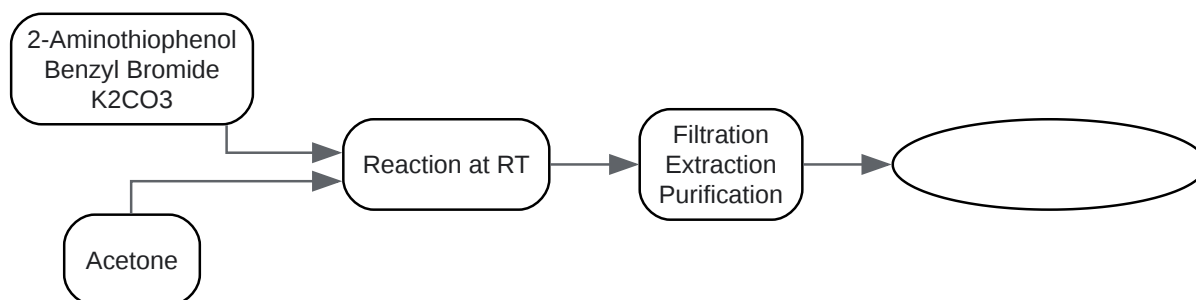 2-Aminothiophenol
Benzyl Bromide
K2CO3
Acetone
Reaction at RT
Filtration
Extraction
Purification